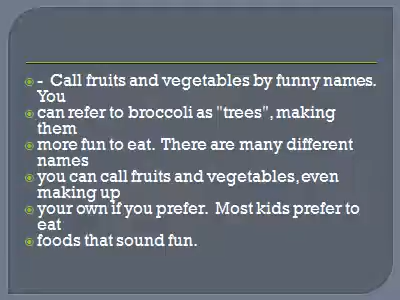 - Call fruits and vegetables by funny names.
You
can refer to broccoli as "trees", making
them
more fun to eat. There are many different
names
you can call fruits and vegetables, even
making up
your own if you prefer. Most kids prefer to
eat
foods that sound fun.